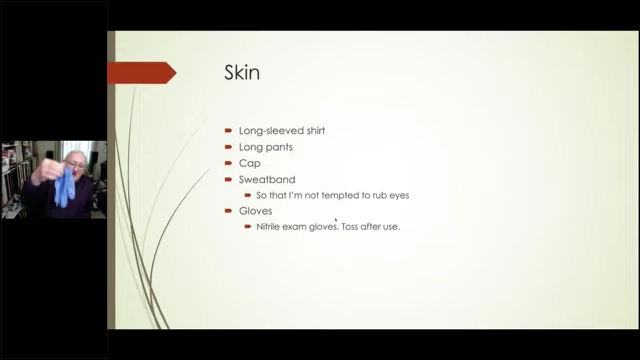 Skin
Long-sleeved shirt
Long pants
Cap
Sweatband
So that I'm not tempted to rub eyes
Gloves
Nitrile exam gloves. Toss after use.